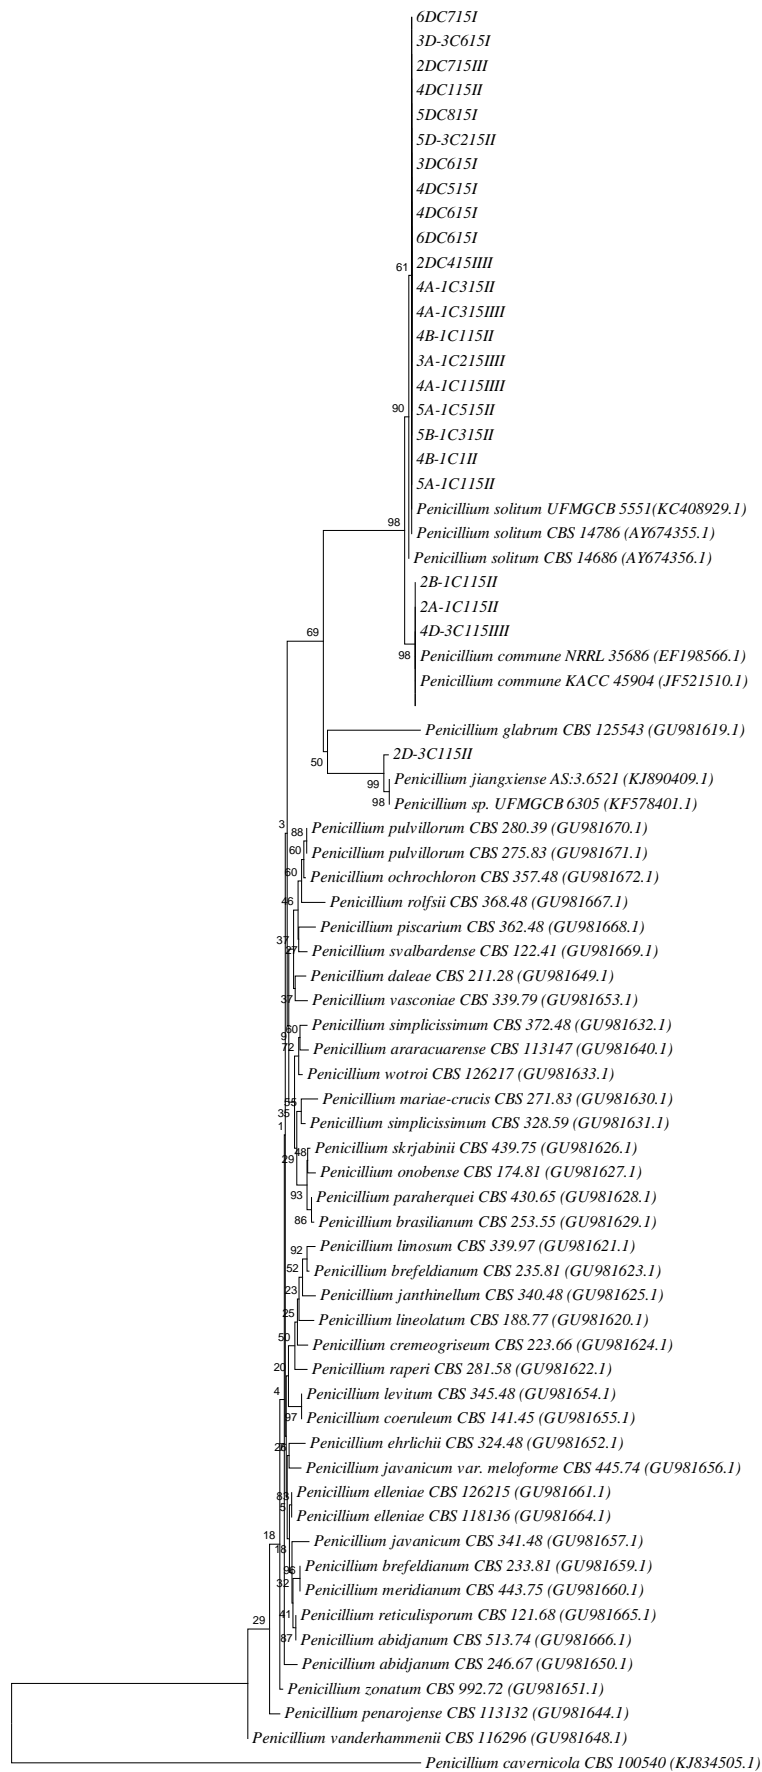 6DC715I
3D-3C615I
2DC715III
4DC115II
5DC815I
5D-3C215II
3DC615I
4DC515I
4DC615I
6DC615I
2DC415IIII
61
4A-1C315II
4A-1C315IIII
4B-1C115II
3A-1C215IIII
4A-1C115IIII
5A-1C515II
90
5B-1C315II
4B-1C1II
5A-1C115II
Penicillium solitum UFMGCB 5551(KC408929.1)
98
Penicillium solitum CBS 14786 (AY674355.1)
Penicillium solitum CBS 14686 (AY674356.1)
2B-1C115II
2A-1C115II
4D-3C115IIII
69
Penicillium commune NRRL 35686 (EF198566.1)
98
Penicillium commune KACC 45904 (JF521510.1)
Penicillium glabrum CBS 125543 (GU981619.1)
2D-3C115II
50
Penicillium jiangxiense AS:3.6521 (KJ890409.1)
99
Penicillium sp. UFMGCB 6305 (KF578401.1)
98
3
Penicillium pulvillorum CBS 280.39 (GU981670.1)
88
Penicillium pulvillorum CBS 275.83 (GU981671.1)
60
Penicillium ochrochloron CBS 357.48 (GU981672.1)
60
Penicillium rolfsii CBS 368.48 (GU981667.1)
46
Penicillium piscarium CBS 362.48 (GU981668.1)
37
Penicillium svalbardense CBS 122.41 (GU981669.1)
27
Penicillium daleae CBS 211.28 (GU981649.1)
Penicillium vasconiae CBS 339.79 (GU981653.1)
37
Penicillium simplicissimum CBS 372.48 (GU981632.1)
60
9
Penicillium araracuarense CBS 113147 (GU981640.1)
72
Penicillium wotroi CBS 126217 (GU981633.1)
Penicillium mariae-crucis CBS 271.83 (GU981630.1)
55
35
Penicillium simplicissimum CBS 328.59 (GU981631.1)
1
Penicillium skrjabinii CBS 439.75 (GU981626.1)
48
29
Penicillium onobense CBS 174.81 (GU981627.1)
93
Penicillium paraherquei CBS 430.65 (GU981628.1)
86
Penicillium brasilianum CBS 253.55 (GU981629.1)
92
Penicillium limosum CBS 339.97 (GU981621.1)
52
Penicillium brefeldianum CBS 235.81 (GU981623.1)
23
Penicillium janthinellum CBS 340.48 (GU981625.1)
25
Penicillium lineolatum CBS 188.77 (GU981620.1)
50
Penicillium cremeogriseum CBS 223.66 (GU981624.1)
20
Penicillium raperi CBS 281.58 (GU981622.1)
4
Penicillium levitum CBS 345.48 (GU981654.1)
97
Penicillium coeruleum CBS 141.45 (GU981655.1)
Penicillium ehrlichii CBS 324.48 (GU981652.1)
Penicillium javanicum var. meloforme CBS 445.74 (GU981656.1)
83
Penicillium elleniae CBS 126215 (GU981661.1)
5
Penicillium elleniae CBS 118136 (GU981664.1)
18
Penicillium javanicum CBS 341.48 (GU981657.1)
18
Penicillium brefeldianum CBS 233.81 (GU981659.1)
96
32
Penicillium meridianum CBS 443.75 (GU981660.1)
41
Penicillium reticulisporum CBS 121.68 (GU981665.1)
29
87
Penicillium abidjanum CBS 513.74 (GU981666.1)
Penicillium abidjanum CBS 246.67 (GU981650.1)
Penicillium zonatum CBS 992.72 (GU981651.1)
Penicillium penarojense CBS 113132 (GU981644.1)
Penicillium vanderhammenii CBS 116296 (GU981648.1)
Penicillium cavernicola CBS 100540 (KJ834505.1)